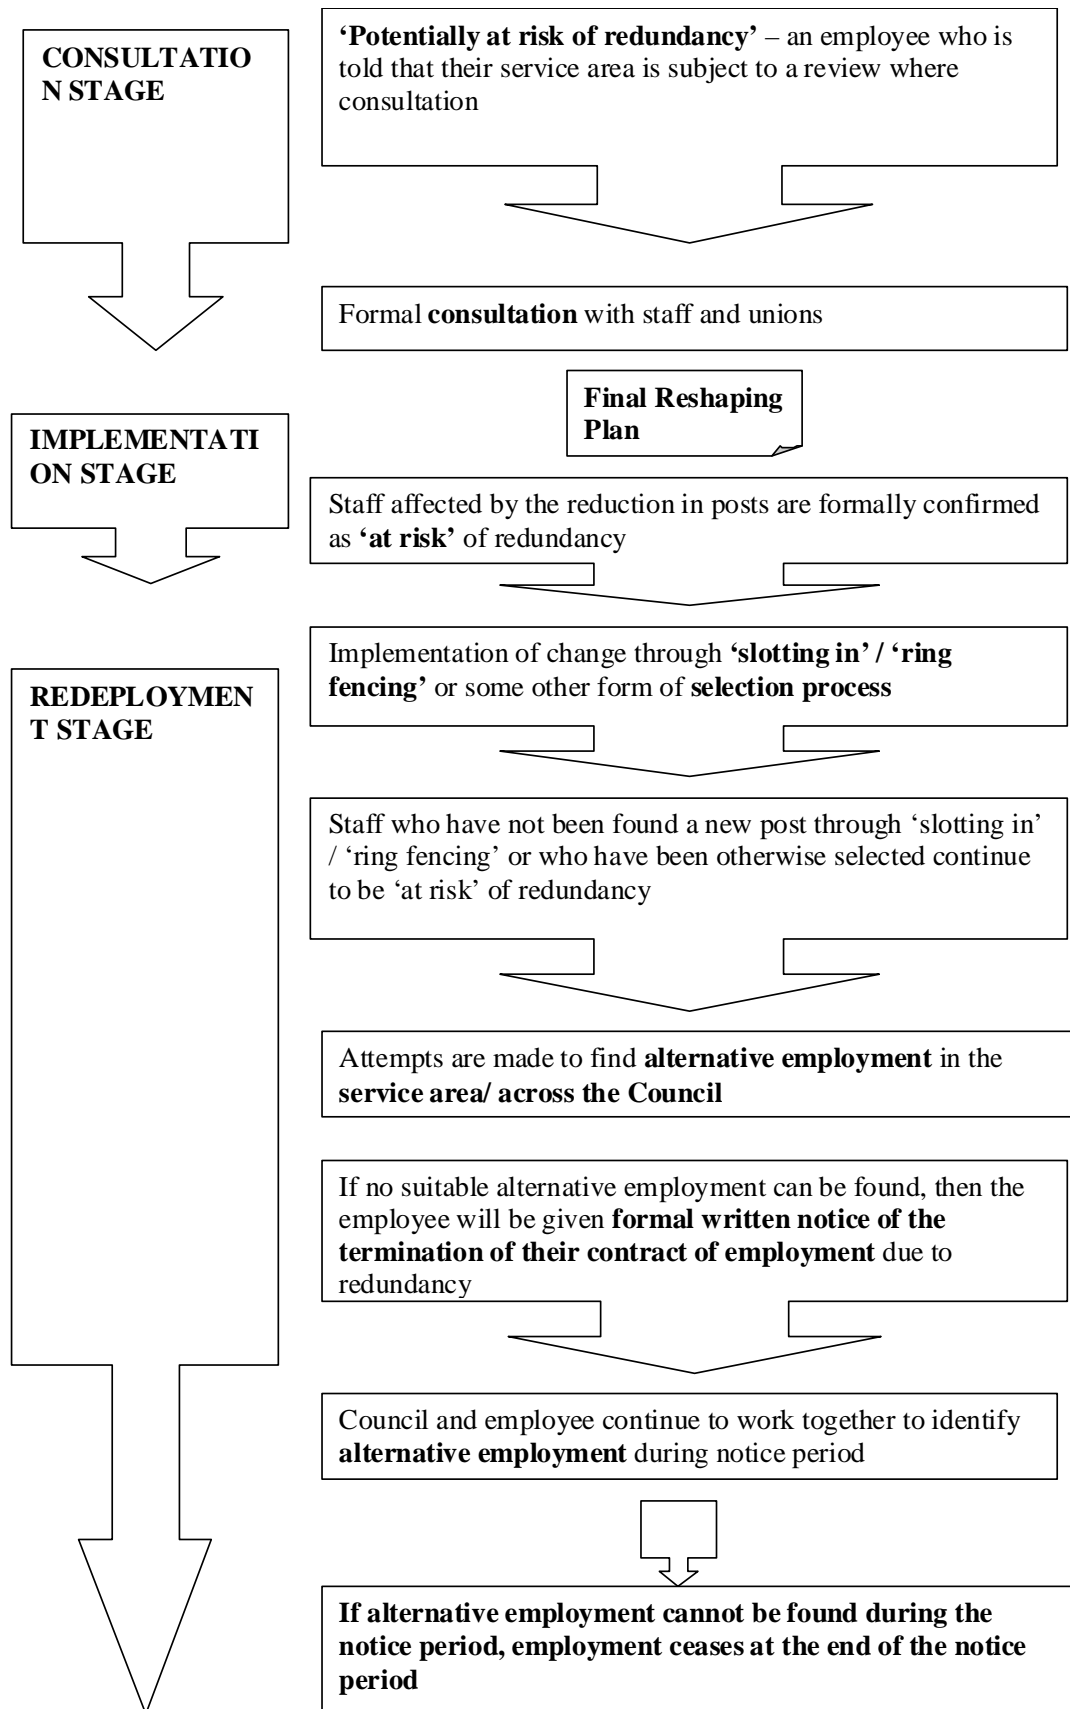 CONSULTATIO
N STAGE
‘Potentially at risk of redundancy’ – an employee who is
told that their service area is subject to a review where
consultation
Formal consultation with staff and unions
Final Reshaping
Plan
IMPLEMENTATI
ON STAGE
Staff affected by the reduction in posts are formally confirmed
as ‘at risk’ of redundancy
Implementation of change through ‘slotting in’ / ‘ring
fencing’ or some other form of selection process
REDEPLOYMEN
T STAGE
Staff who have not been found a new post through ‘slotting in’
/ ‘ring fencing’ or who have been otherwise selected continue
to be ‘at risk’ of redundancy
Attempts are made to find alternative employment in the
service area/ across the Council
If no suitable alternative employment can be found, then the
employee will be given formal written notice of the
termination of their contract of employment due to
redundancy
Council and employee continue to work together to identify
alternative employment during notice period
If alternative employment cannot be found during the
notice period, employment ceases at the end of the notice
period